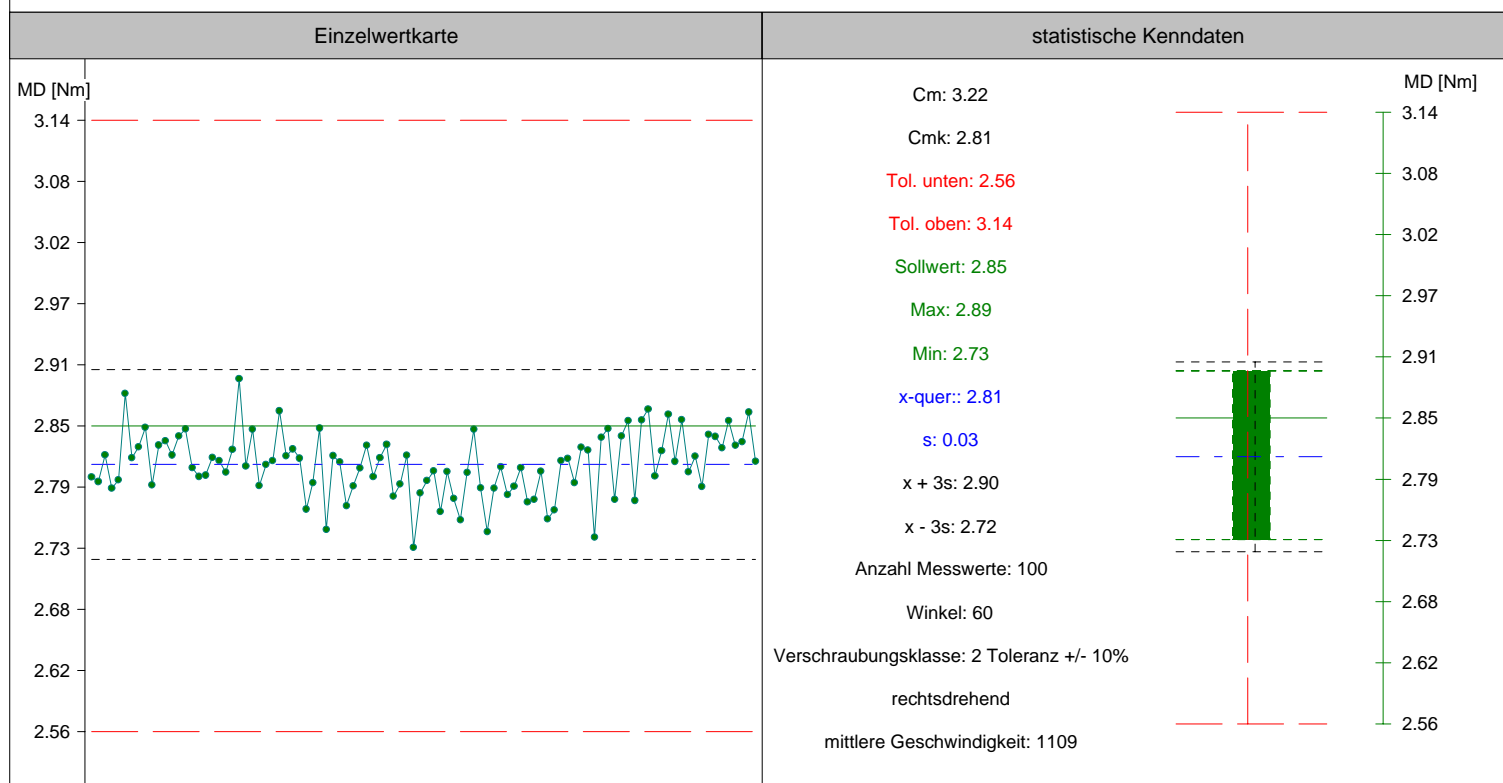 Einzelwertkarte
statistische Kenndaten
MD [Nm]
3.14
3.08
3.02
2.97
2.91
2.85
2.79
2.73
2.68
2.62
2.56
Cm: 3.22
Cmk: 2.81
Tol. unten: 2.56
Tol. oben: 3.14
Sollwert: 2.85
Max: 2.89
Min: 2.73
x-quer:: 2.81
s: 0.03
x + 3s: 2.90
x - 3s: 2.72
Anzahl Messwerte: 100
Winkel: 60
Verschraubungsklasse: 2 Toleranz +/- 10%
rechtsdrehend
mittlere Geschwindigkeit: 1109
MD [Nm]
3.14
3.08
3.02
2.97
2.91
2.85
2.79
2.73
2.68
2.62
2.56